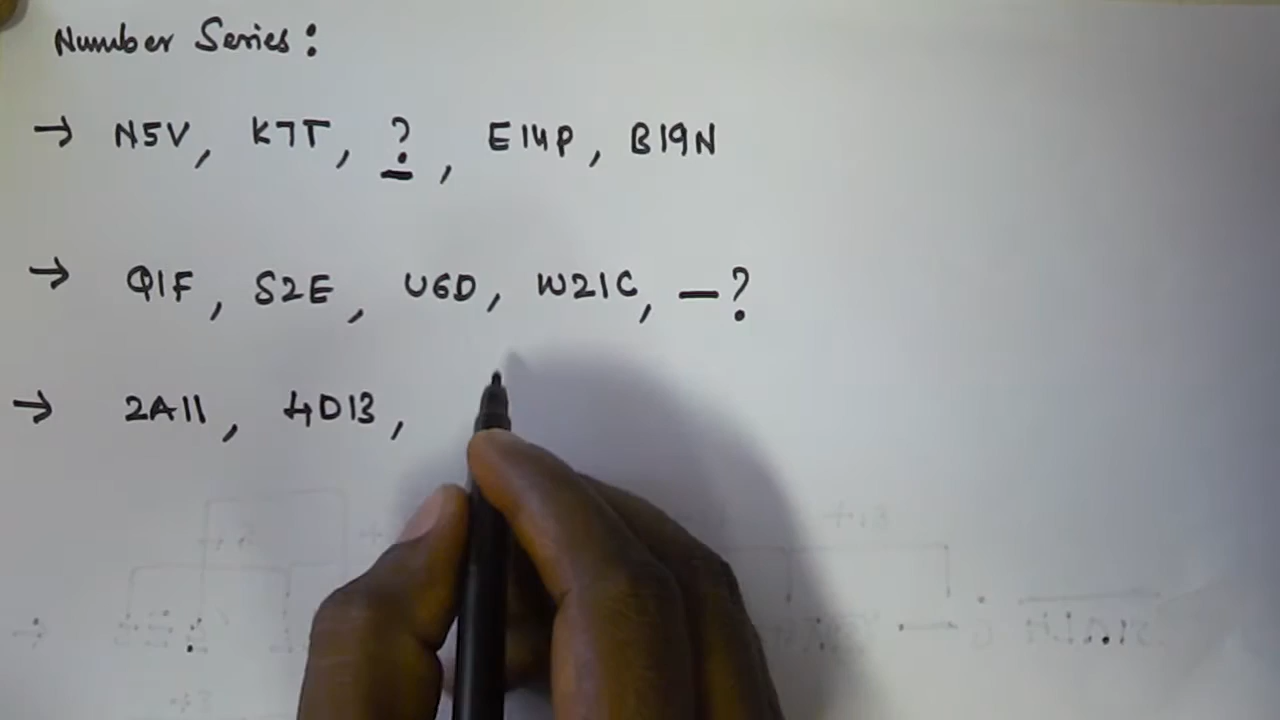 Number Series :
→ N5V, K7T, ?, E14P, B19N
→ Q1F, S2E, U6D, W21C, —?
→ 2A11, 4D13,